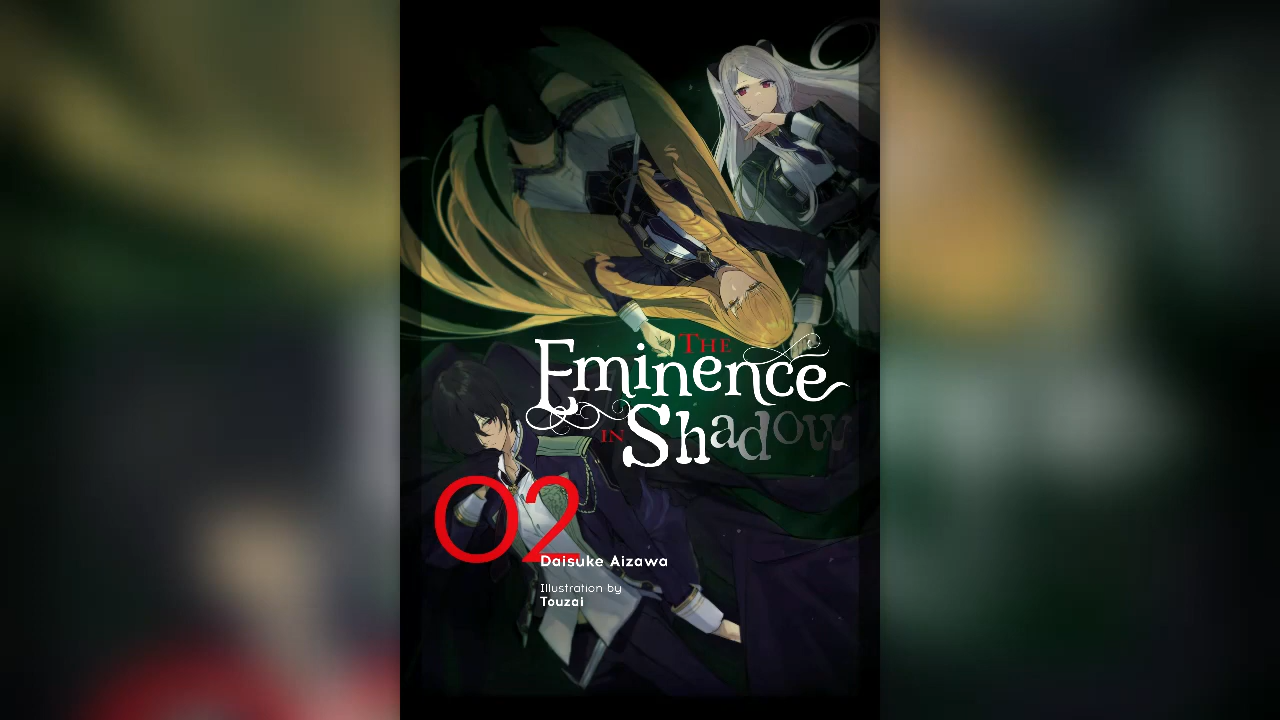 The
Eminence
in
Shadow
02
Daisuke Aizawa
Illustration by
Touzai